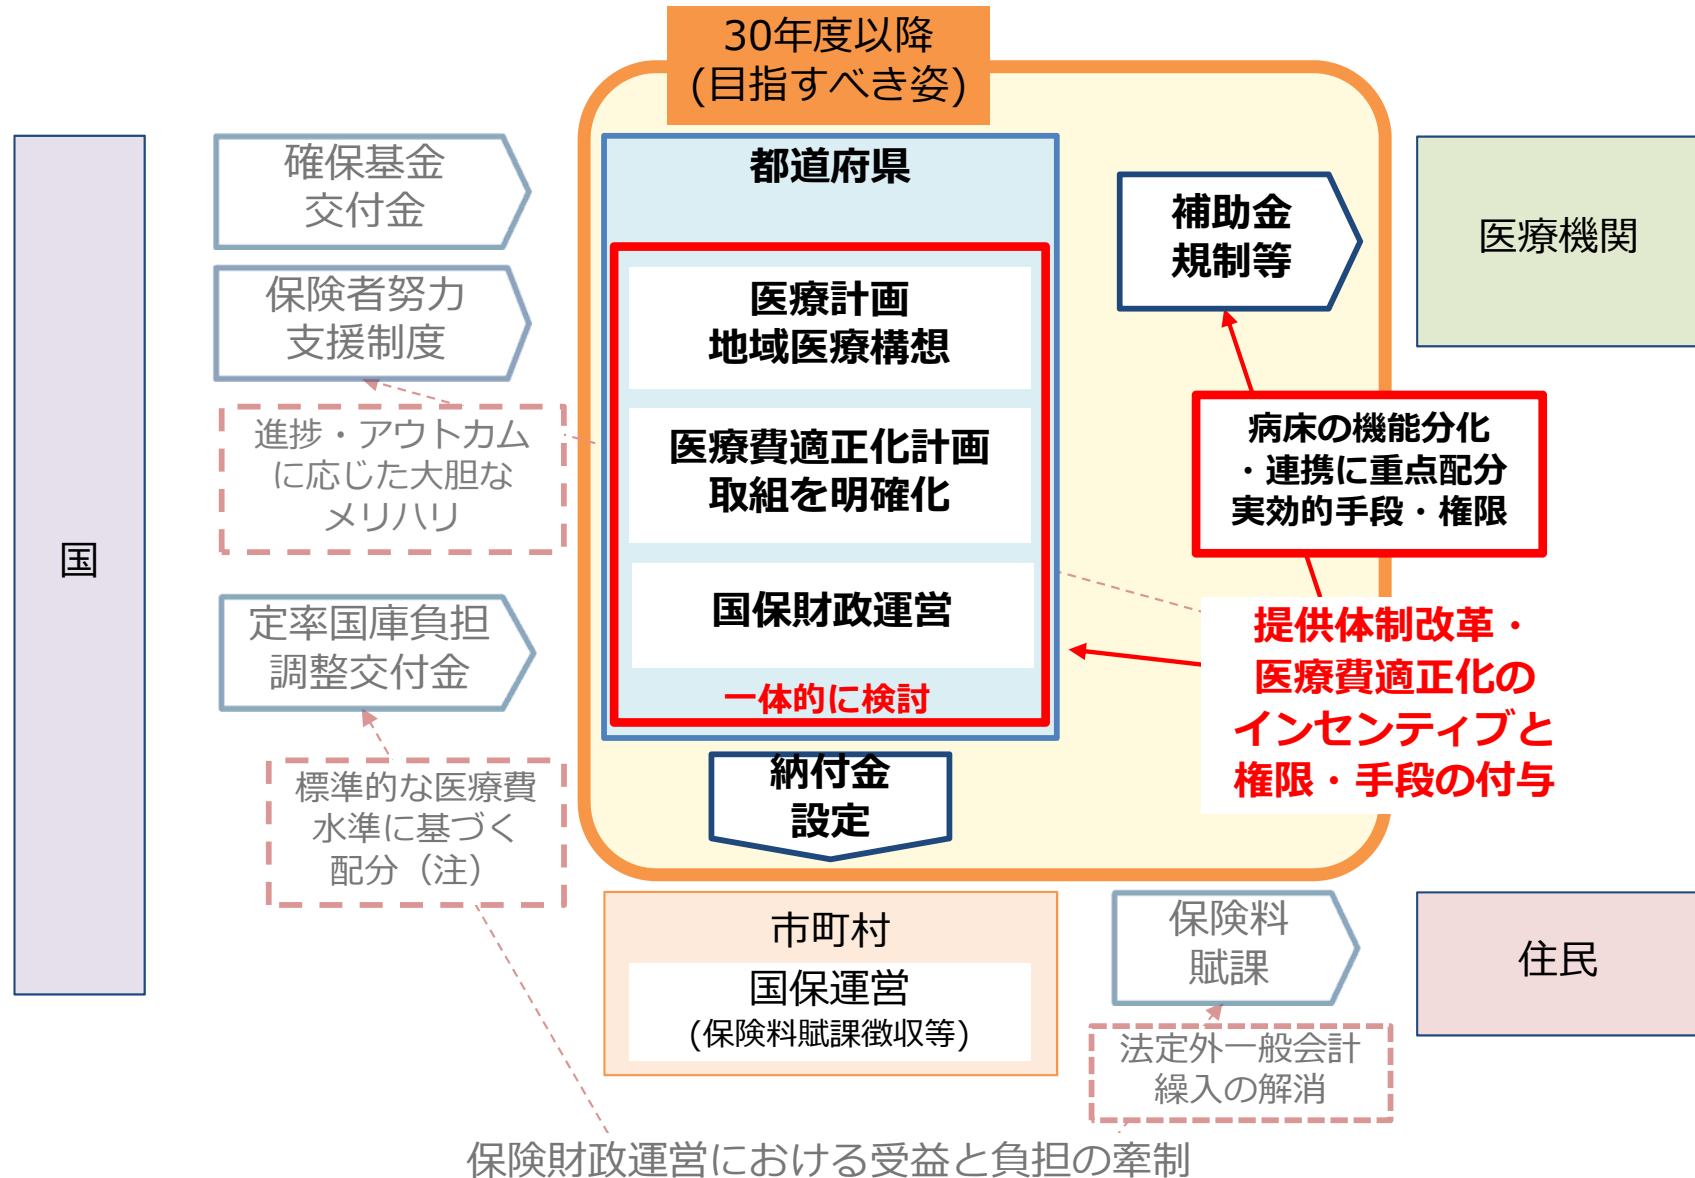 30年度以降
(目指すべき姿)
国
確保基金
交付金
保険者努力
支援制度
進捗・アウトカム
に応じた大胆な
メリハリ
定率国庫負担
調整交付金
標準的な医療費
水準に基づく
配分（注）
都道府県
医療計画
地域医療構想
医療費適正化計画
取組を明確化
国保財政運営
一体的に検討
納付金
設定
補助金
規制等
医療機関
病床の機能分化
・連携に重点配分
実効的手段・権限
提供体制改革・
医療費適正化の
インセンティブと
権限・手段の付与
市町村
国保運営
(保険料賦課徴収等)
保険料
賦課
住民
法定外一般会計
繰入の解消
保険財政運営における受益と負担の牽制